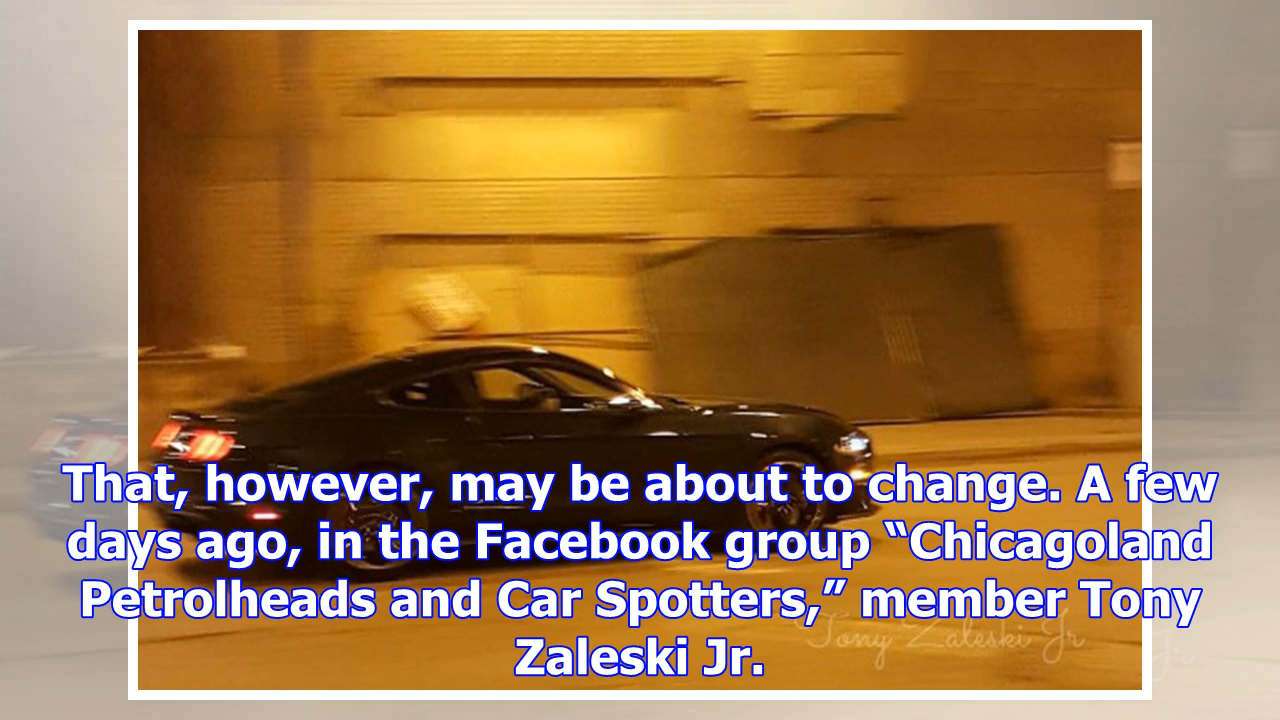 That, however, may be about to change. A few
days ago, in the Facebook group “Chicagoland
Petrolheads and Car Spotters,” member Tony
Zaleski Jr.
Tony Zaleski Jr
Jr